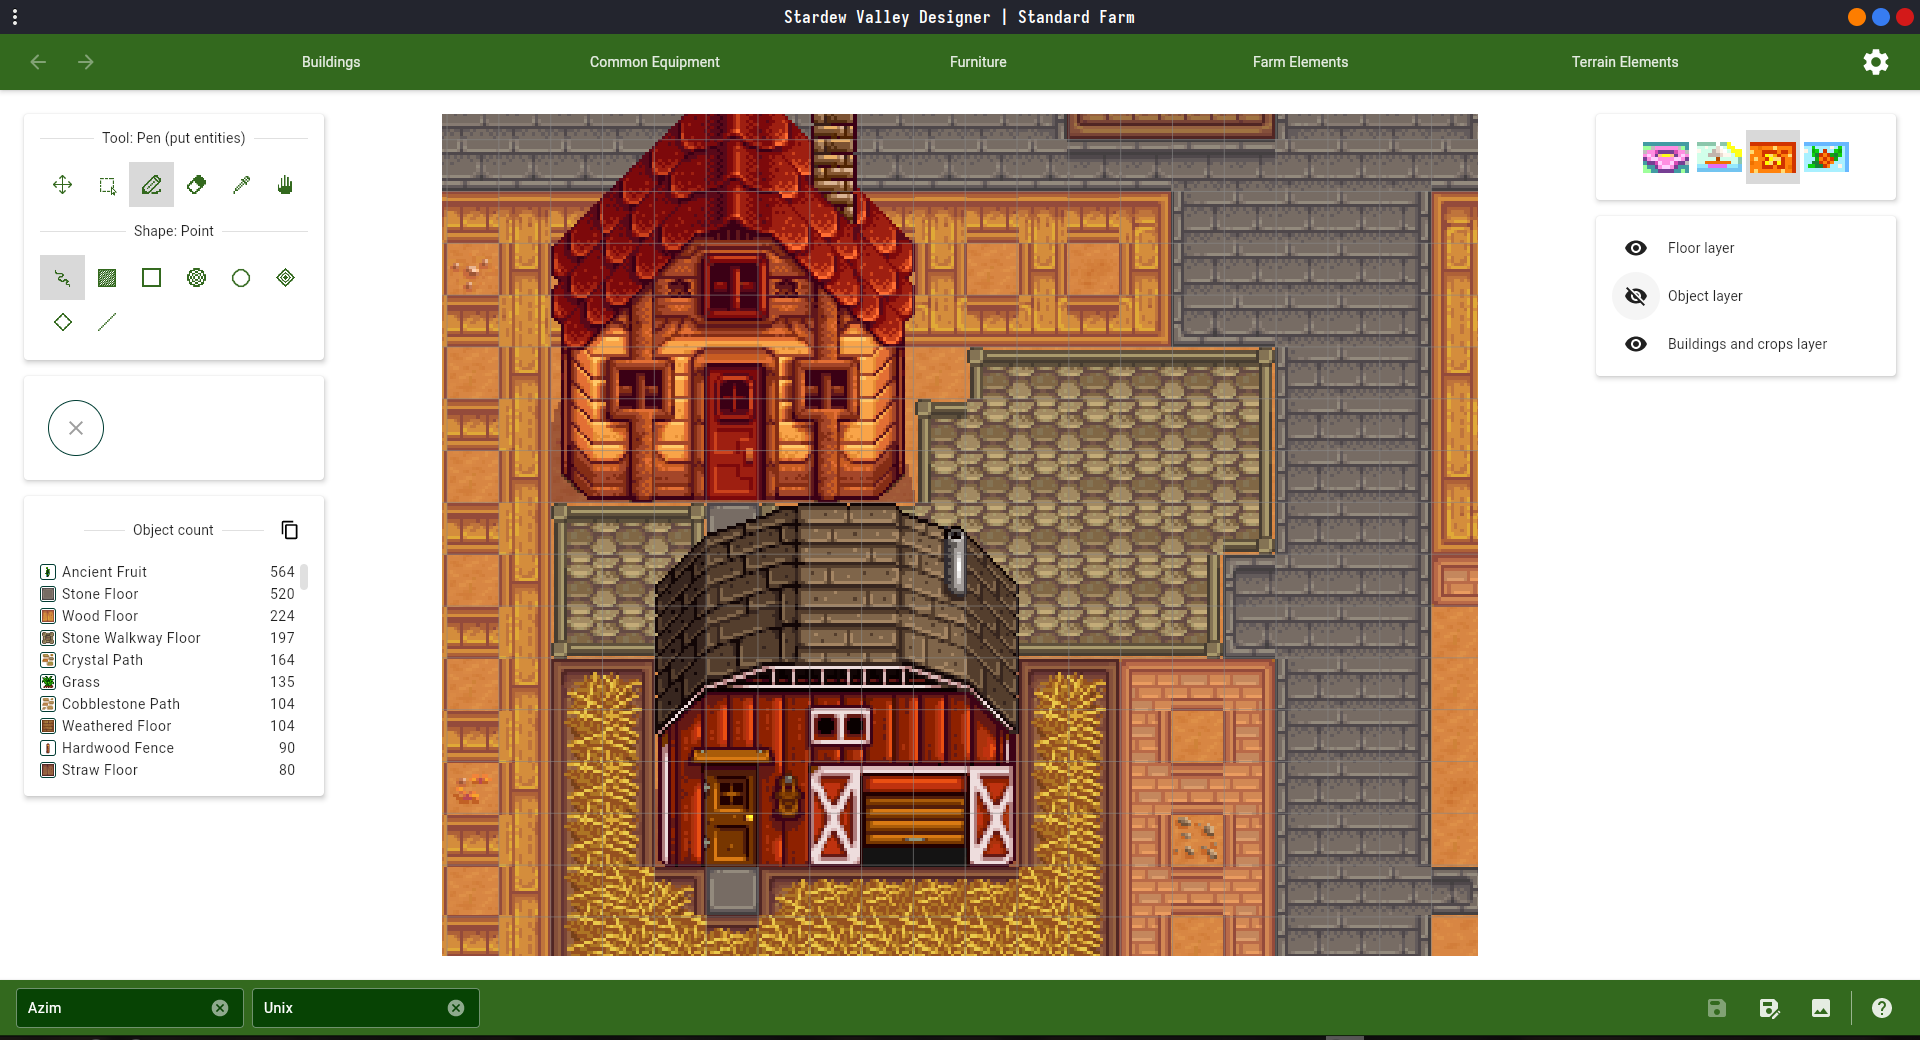 Stardew Valley Designer | Standard Farm
Buildings
Common Equipment
Furniture
Farm Elements
Terrain Elements
Tool: Pen (put entities)
Shape: Point
Object count
Ancient Fruit 564
Stone Floor 520
Wood Floor 224
Stone Walkway Floor 197
Crystal Path 164
Grass 135
Cobblestone Path 104
Weathered Floor 104
Hardwood Fence 90
Straw Floor 80
Floor layer
Object layer
Buildings and crops layer
Azim
Unix